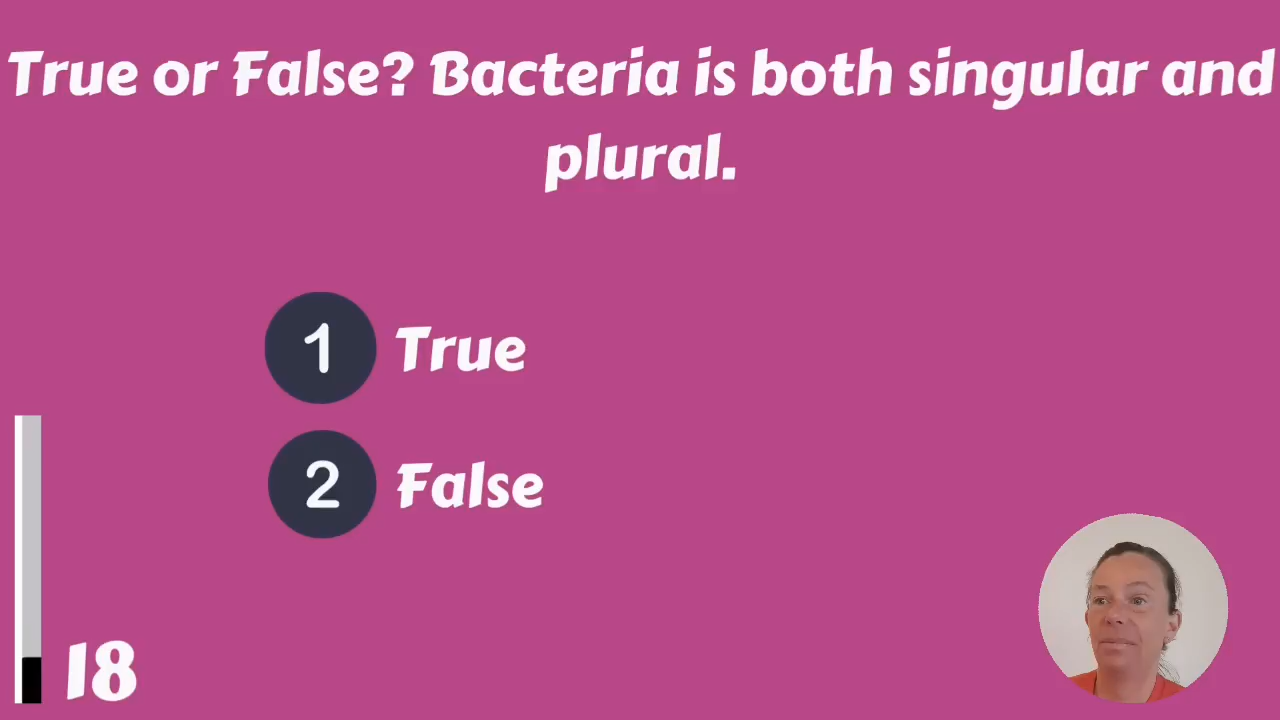 True or False? Bacteria is both singular and
plural.
1 True
2 False
18